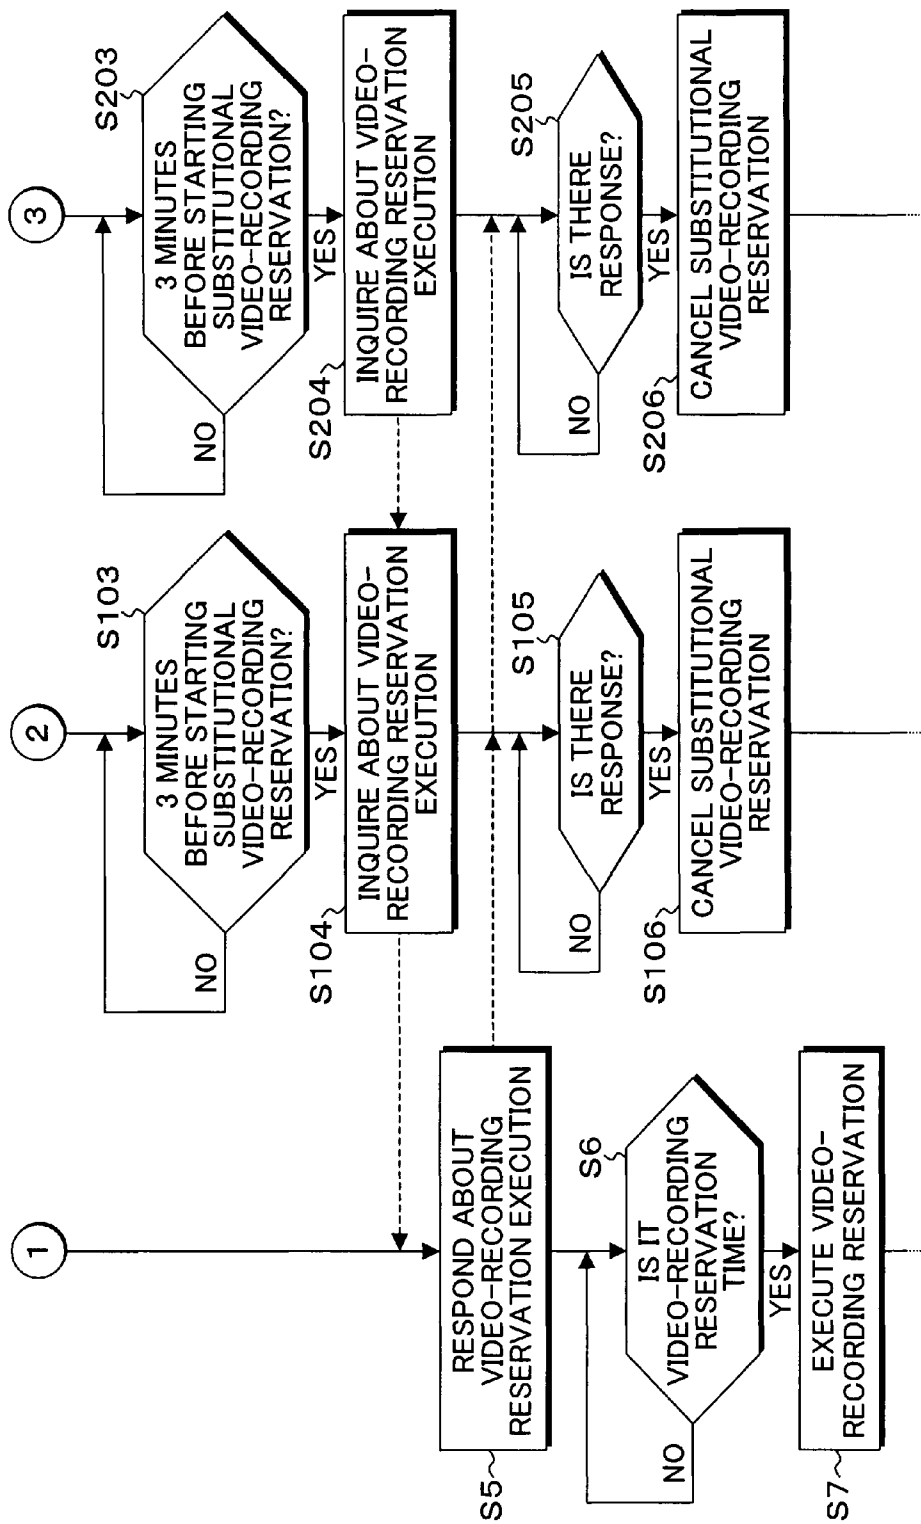 1
RESPOND ABOUT
VIDEO-RECORDING
RESERVATION EXECUTION
S5
IS IT
VIDEO-RECORDING
RESERVATION
TIME?
S6
NO
YES
EXECUTE VIDEO-
RECORDING RESERVATION
S7
2
3 MINUTES
BEFORE STARTING
SUBSTITUTIONAL
VIDEO-RECORDING
RESERVATION?
S103
NO
YES
INQUIRE ABOUT VIDEO-
RECORDING RESERVATION
EXECUTION
S104
IS THERE
RESPONSE?
S105
NO
YES
CANCEL SUBSTITUTIONAL
VIDEO-RECORDING
RESERVATION
S106
3
3 MINUTES
BEFORE STARTING
SUBSTITUTIONAL
VIDEO-RECORDING
RESERVATION?
S203
NO
YES
INQUIRE ABOUT VIDEO-
RECORDING RESERVATION
EXECUTION
S204
IS THERE
RESPONSE?
S205
NO
YES
CANCEL SUBSTITUTIONAL
VIDEO-RECORDING
RESERVATION
S206